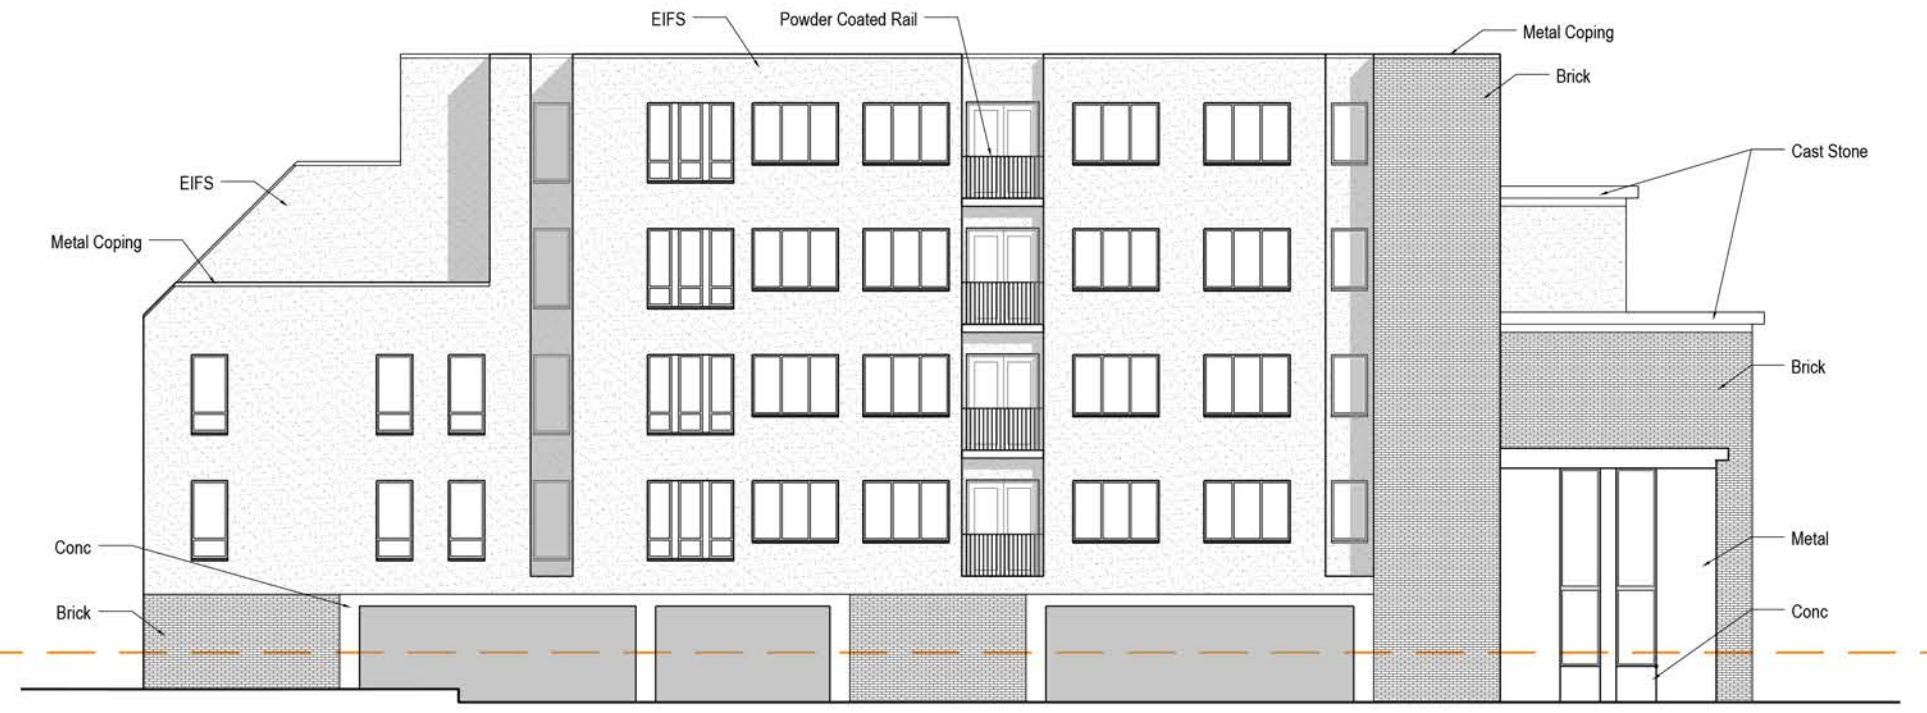 EIFS
Powder Coated Rail
Metal Coping
Brick
Cast Stone
EIFS
Metal Coping
Brick
Conc
Metal
Brick
Conc